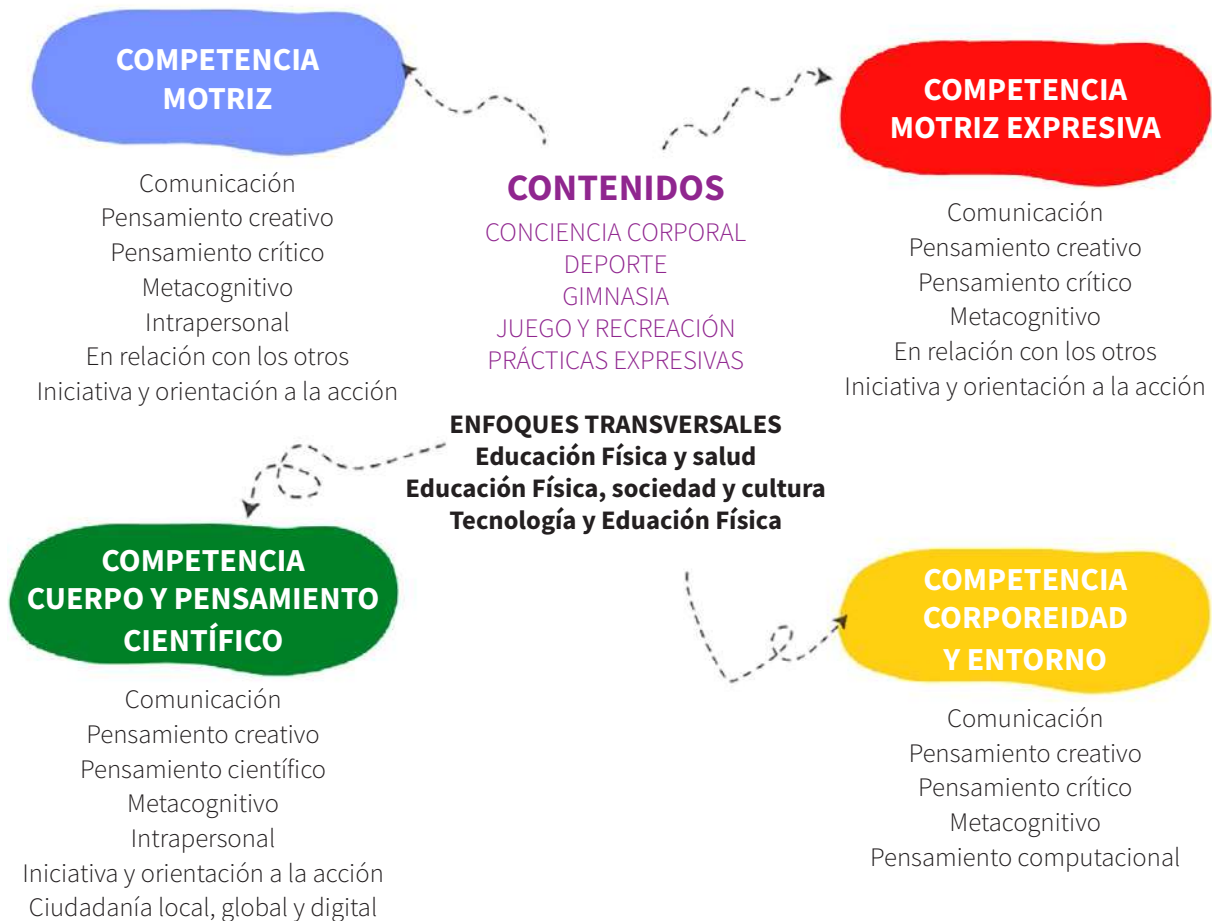 COMPETENCIA
MOTRIZ
Comunicación
Pensamiento creativo
Pensamiento crítico
Metacognitivo
Intrapersonal
En relación con los otros
Iniciativa y orientación a la acción
COMPETENCIA
MOTRIZ EXPRESIVA
Comunicación
Pensamiento creativo
Pensamiento crítico
Metacognitivo
En relación con los otros
Iniciativa y orientación a la acción
CONTENIDOS
CONCIENCIA CORPORAL
DEPORTE
GIMNASIA
JUEGO Y RECREACIÓN
PRÁCTICAS EXPRESIVAS
ENFOQUES TRANSVERSALES
Educación Física y salud
Educación Física, sociedad y cultura
Tecnología y Eduación Física
COMPETENCIA
CUERPO Y PENSAMIENTO
CIENTÍFICO
Comunicación
Pensamiento creativo
Pensamiento científico
Metacognitivo
Intrapersonal
Iniciativa y orientación a la acción
Ciudadanía local, global y digital
COMPETENCIA
CORPOREIDAD
Y ENTORNO
Comunicación
Pensamiento creativo
Pensamiento crítico
Metacognitivo
Pensamiento computacional